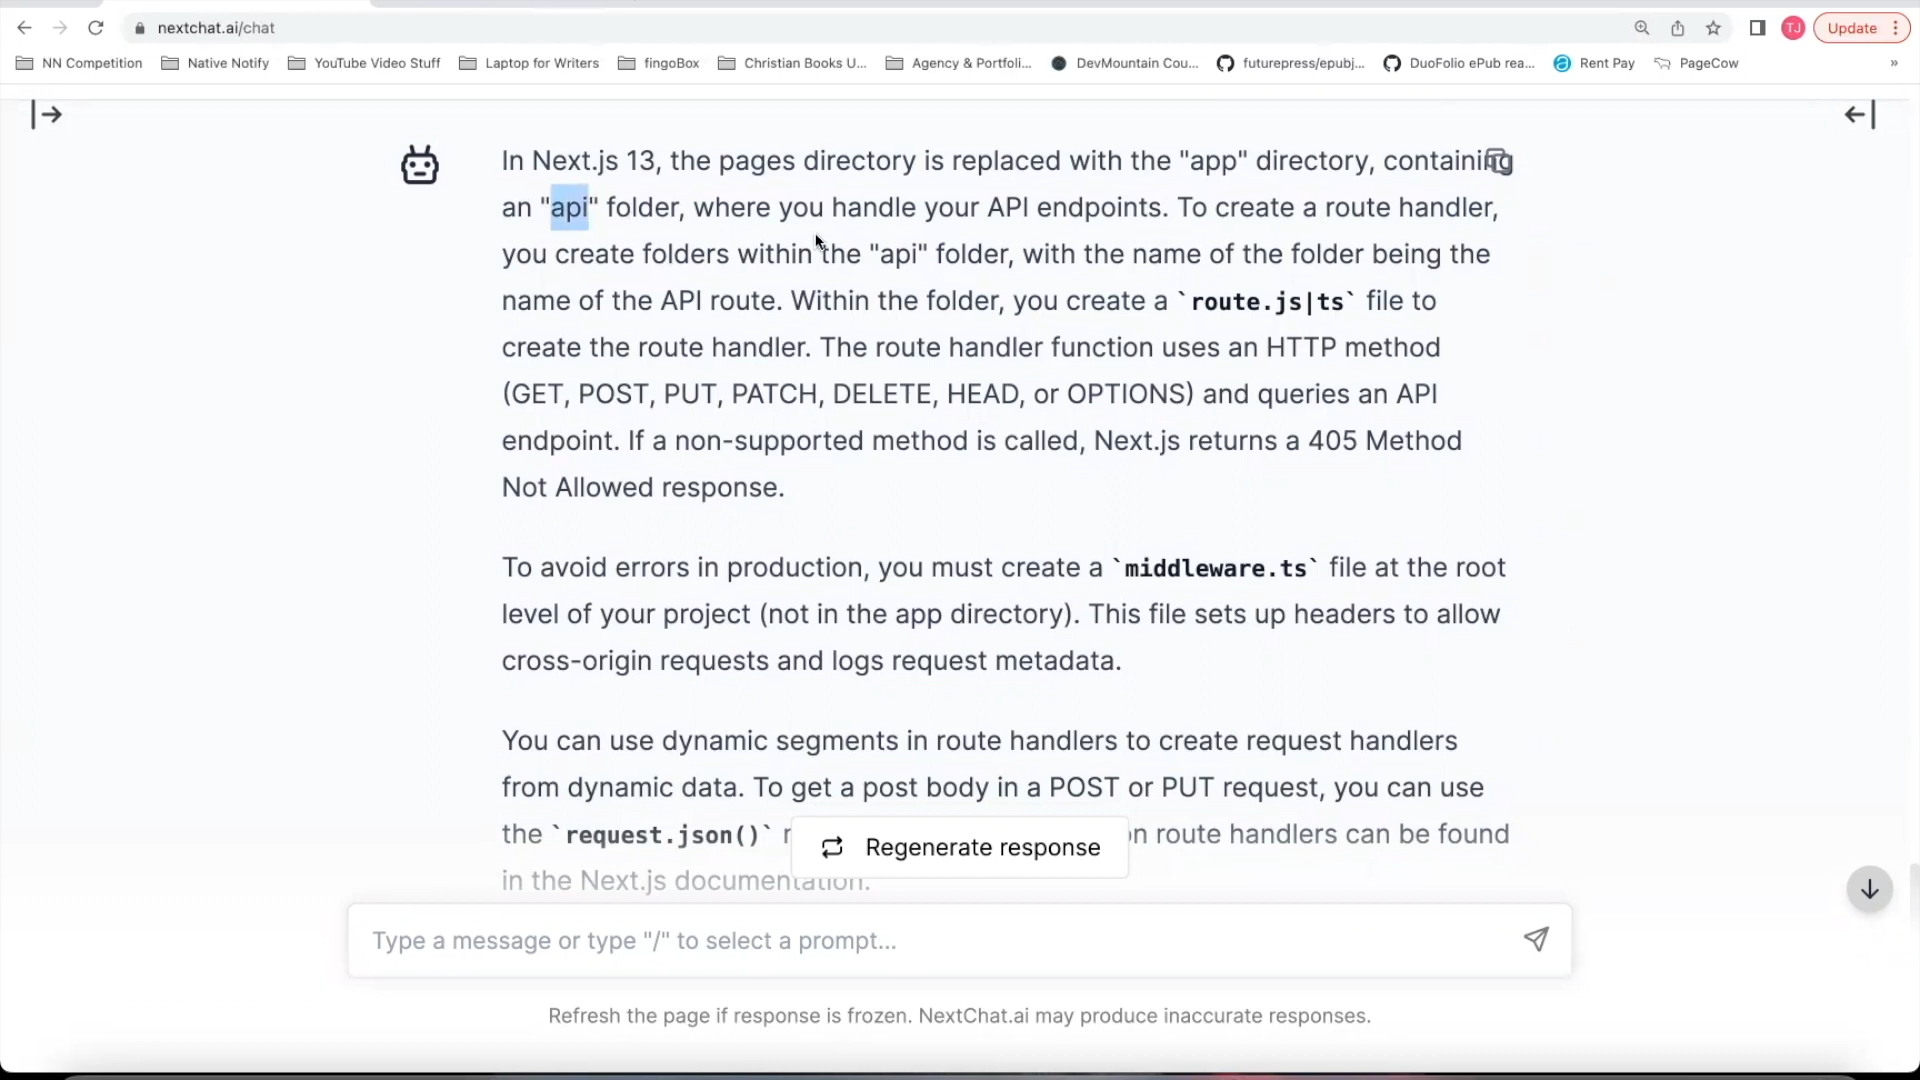 nextchat.ai/chat
TJ
Update
NN Competition
Native Notify
YouTube Video Stuff
Laptop for Writers
fingoBox
Christian Books U...
Agency & Portfoli...
DevMountain Cou...
futurepress/epubj...
DuoFolio ePub rea...
Rent Pay
PageCow
»
In Next.js 13, the pages directory is replaced with the "app" directory, containing
an "api" folder, where you handle your API endpoints. To create a route handler,
you create folders within the "api" folder, with the name of the folder being the
name of the API route. Within the folder, you create a `route.js|ts` file to
create the route handler. The route handler function uses an HTTP method
(GET, POST, PUT, PATCH, DELETE, HEAD, or OPTIONS) and queries an API
endpoint. If a non-supported method is called, Next.js returns a 405 Method
Not Allowed response.
To avoid errors in production, you must create a `middleware.ts` file at the root
level of your project (not in the app directory). This file sets up headers to allow
cross-origin requests and logs request metadata.
You can use dynamic segments in route handlers to create request handlers
from dynamic data. To get a post body in a POST or PUT request, you can use
the `request.json()` route handlers can be found
Regenerate response
in the Next.js documentation.
Type a message or type "/" to select a prompt...
Refresh the page if response is frozen. NextChat.ai may produce inaccurate responses.